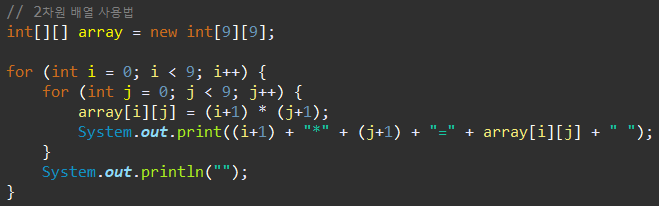 // 2차원 배열 사용법
int[][] array = new int[9][9];
for (int i = 0; i < 9; i++) {
for (int j = 0; j < 9; j++) {
array[i][j] = (i+1) * (j+1);
System.out.print((i+1) + "*" + (j+1) + "=" + array[i][j] + " ");
}
System.out.println("");
}